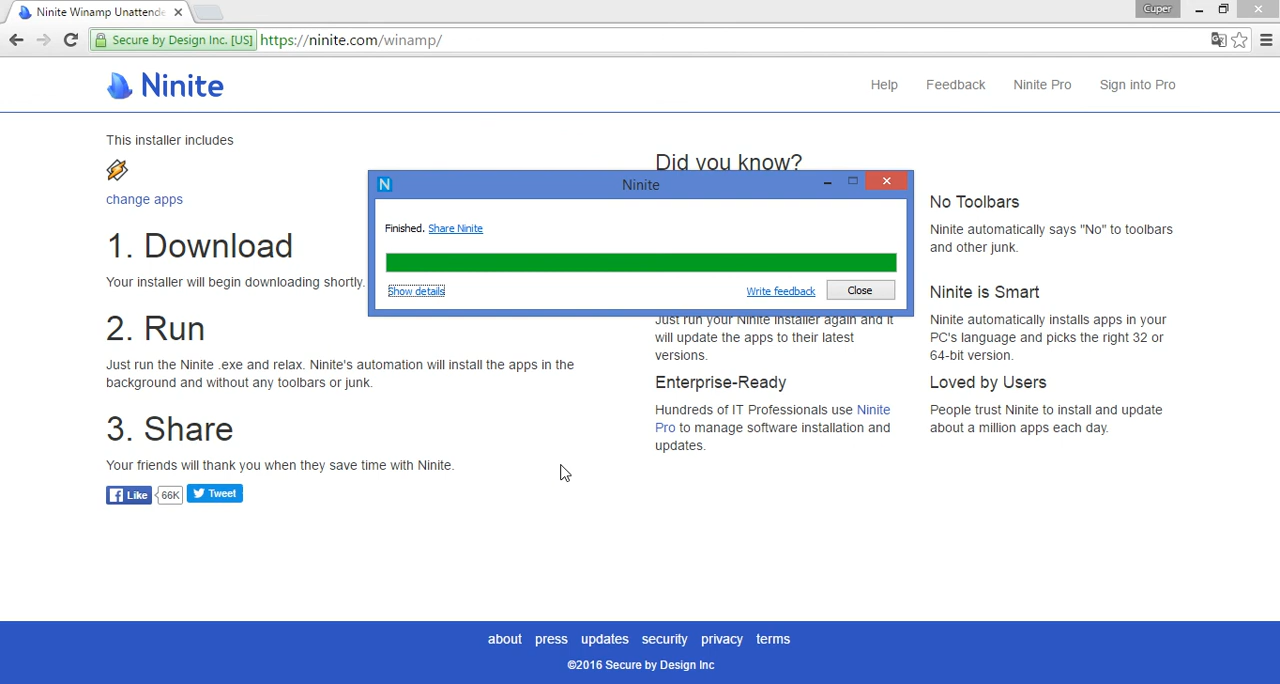 Ninite Winamp Unattende
Cuper
Secure by Design Inc. [US]
https://ninite.com/winamp/
Ninite
Help
Feedback
Ninite Pro
Sign into Pro
This installer includes
change apps
1. Download
Your installer will begin downloading shortly.
2. Run
Just run the Ninite .exe and relax. Ninite's automation will install the apps in the
background and without any toolbars or junk.
3. Share
Your friends will thank you when they save time with Ninite.
Like
66K
Tweet
Did you know?
N
Ninite
Finished. Share Ninite
Show details
Write feedback
Close
Just run your Ninite installer again and it
will update the apps to their latest
versions.
Enterprise-Ready
Hundreds of IT Professionals use Ninite
Pro to manage software installation and
updates.
No Toolbars
Ninite automatically says "No" to toolbars
and other junk.
Ninite is Smart
Ninite automatically installs apps in your
PC's language and picks the right 32 or
64-bit version.
Loved by Users
People trust Ninite to install and update
about a million apps each day.
about press updates security privacy terms
©2016 Secure by Design Inc